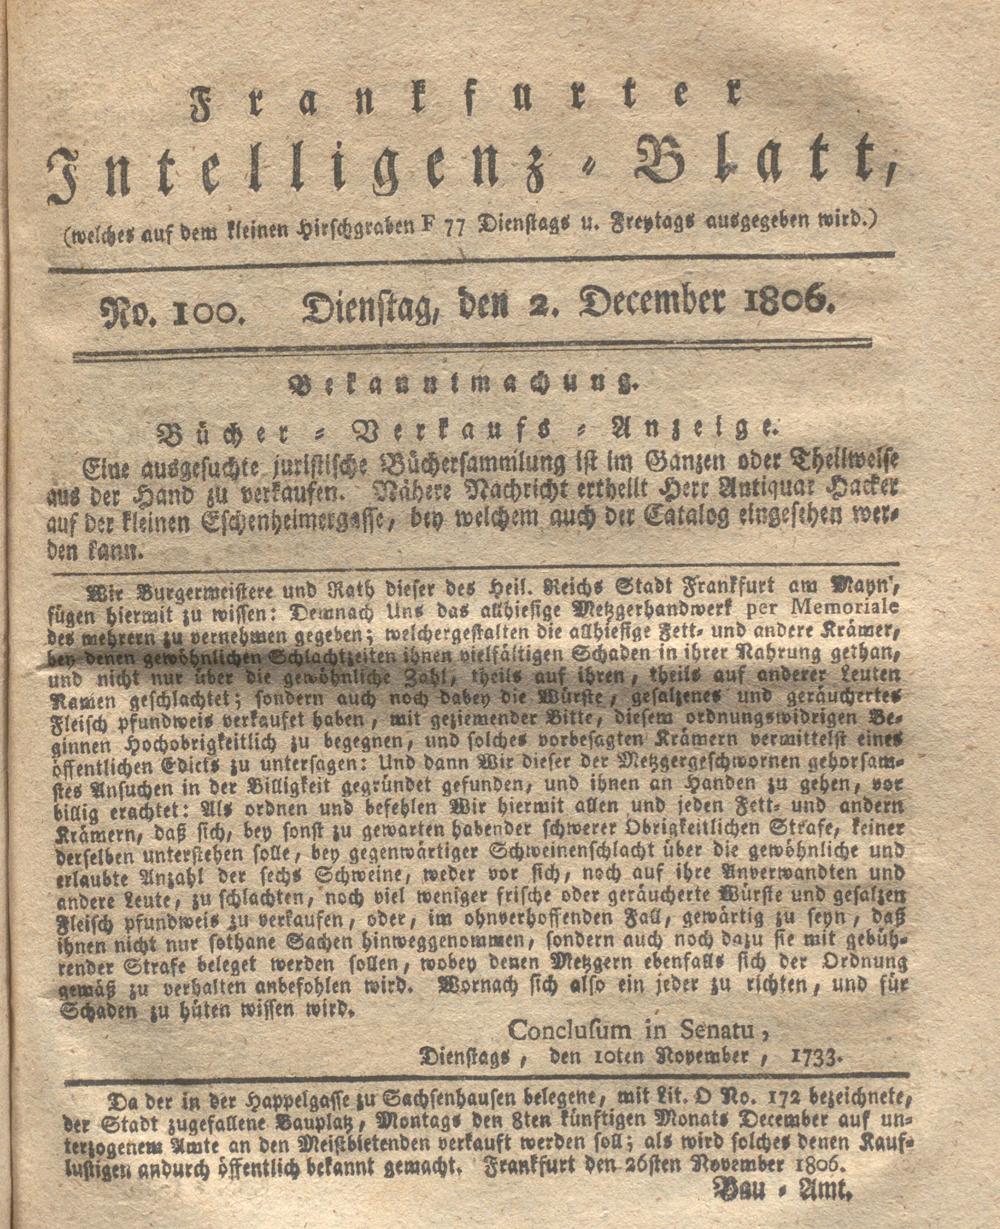 Frankfurter
Intelligenz-Blatt,
(welches auf dem kleinen Hirschgraben F 77 Dienstags u. Freytags ausgegeben wird.)
No. 100. Dienstag, den 2. December 1806.
Bekanntmachung.
Bücher-Verkaufs-Anzeige.
Eine ausgesuchte juristische Büchersammlung ist im Ganzen oder Theilweise
aus der Hand zu verkaufen. Nähere Nachricht ertheilt Herr Antiquar Hacker
auf der kleinen Eschenheimergasse, bey welchem auch der Catalog eingesehen wer-
den kann.
Wir Burgermeistere und Rath dieser des Heil. Reichs Stadt Frankfurt am Mayn,
fügen hiermit zu wissen: Demnach Uns das allhiesige Metzgerhandwerk per Memoriale
des mehrern zu vernehmen gegeben; welchergestalten die allhiesige Fett- und andere Krämer,
bey denen gewöhnlichen Schlachtzeiten ihnen vielfältigen Schaden in ihrer Nahrung gethan,
und nicht nur über die gewöhnliche Zahl, theils auf ihren, theils auf anderer Leuten
Namen geschlachtet; sondern auch noch dabey die Würste, gesalzenes und geräuchertes
Fleisch pfundweis verkaufet haben, mit geziemender Bitte, diesem ordnungswidrigen Be-
ginnen Hochobrigkeitlich zu begegnen, und solches vorbesagten Krämern vermittelst eines
öffentlichen Edicts zu untersagen: Und dann Wir dieser der Metzgergeschwornen gehorsam-
stes Ansuchen in der Billigkeit gegründet gefunden, und ihnen an Handen zu gehen, vor
billig erachtet: Als ordnen und befehlen Wir hiermit allen und jeden Fett- und andern
Krämern, daß sich, bey sonst zu gewarten habender schwerer Obrigkeitlichen Strafe, keiner
derselben unterstehen solle, bey gegenwärtiger Schweinenschlacht über die gewöhnliche und
erlaubte Anzahl der sechs Schweine, weder vor sich, noch auf ihre Anverwandten und
andere Leute, zu schlachten, noch viel weniger frische oder geräucherte Würste und gesalzen
Fleisch pfundweis zu verkaufen, oder, im ohnverhoffenden Fall, gewärtig zu seyn, daß
ihnen nicht nur sothane Sachen hinweggenommen, sondern auch noch dazu sie mit gebüh-
render Strafe beleget werden sollen, wobey denen Metzgern ebenfalls sich der Ordnung
gemäß zu verhalten anbefohlen wird. Wornach sich also ein jeder zu richten, und für
Schaden zu hüten wissen wird.
Conclusum in Senatu,
Dienstags, den 10ten November, 1733.
Da der in der Happelgasse zu Sachsenhausen belegene, mit Lit. O No. 172 bezeichnete,
der Stadt zugefallene Bauplatz, Montags den 8ten künftigen Monats December auf un-
terzogenem Amte an den Meistbietenden verkauft werden soll; als wird solches denen Kauf-
lustigen andurch öffentlich bekannt gemacht. Frankfurt den 26sten November 1806.
Bau-Amt.